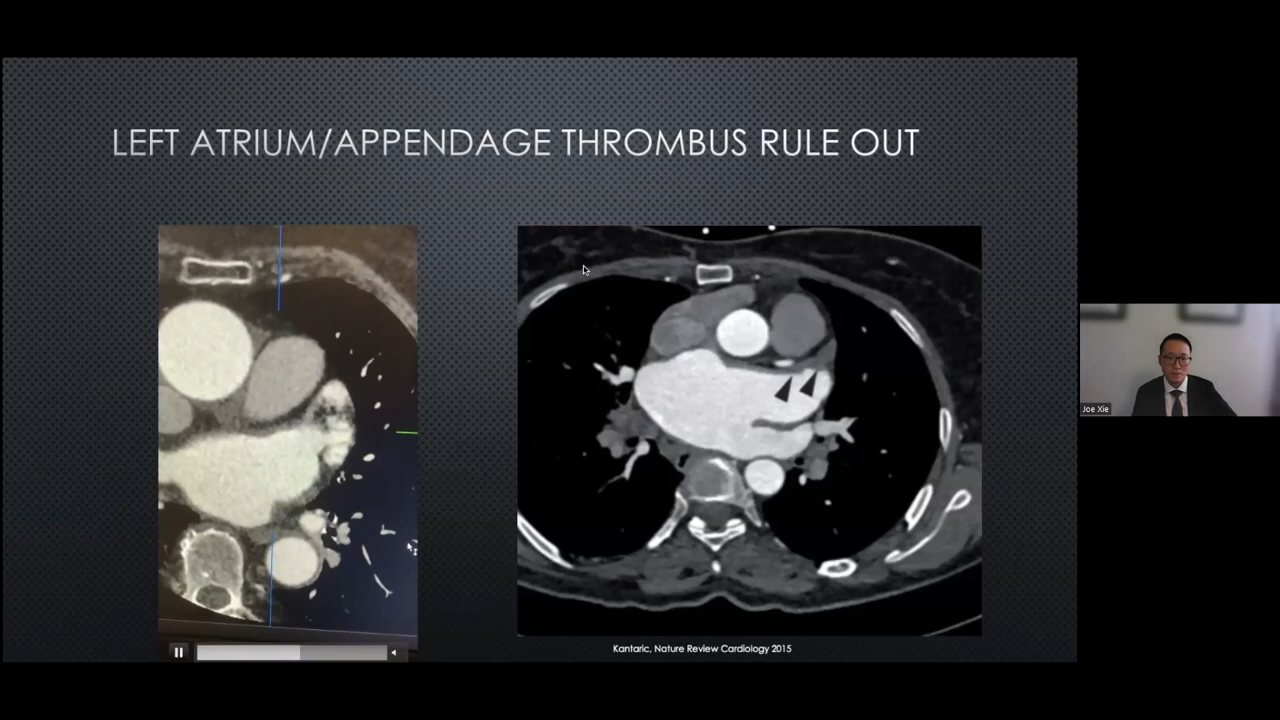 LEFT ATRIUM/APPENDAGE THROMBUS RULE OUT
Kantaric, Nature Review Cardiology 2015
Joe Xie